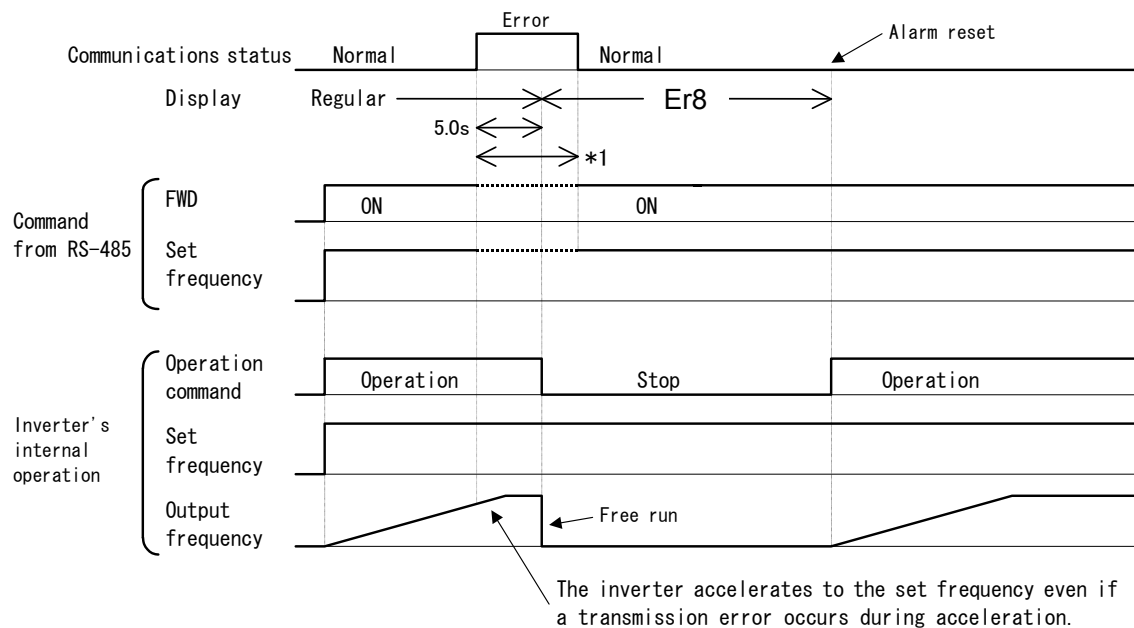 Error
Alarm reset
Communications status Normal Normal
Display Regular Er8
5.0s
*1
Command
from RS-485
FWD
ON ON
Set
frequency
Inverter's
internal
operation
Operation
command
Operation Stop Operation
Set
frequency
Output
frequency
Free run
The inverter accelerates to the set frequency even if
a transmission error occurs during acceleration.